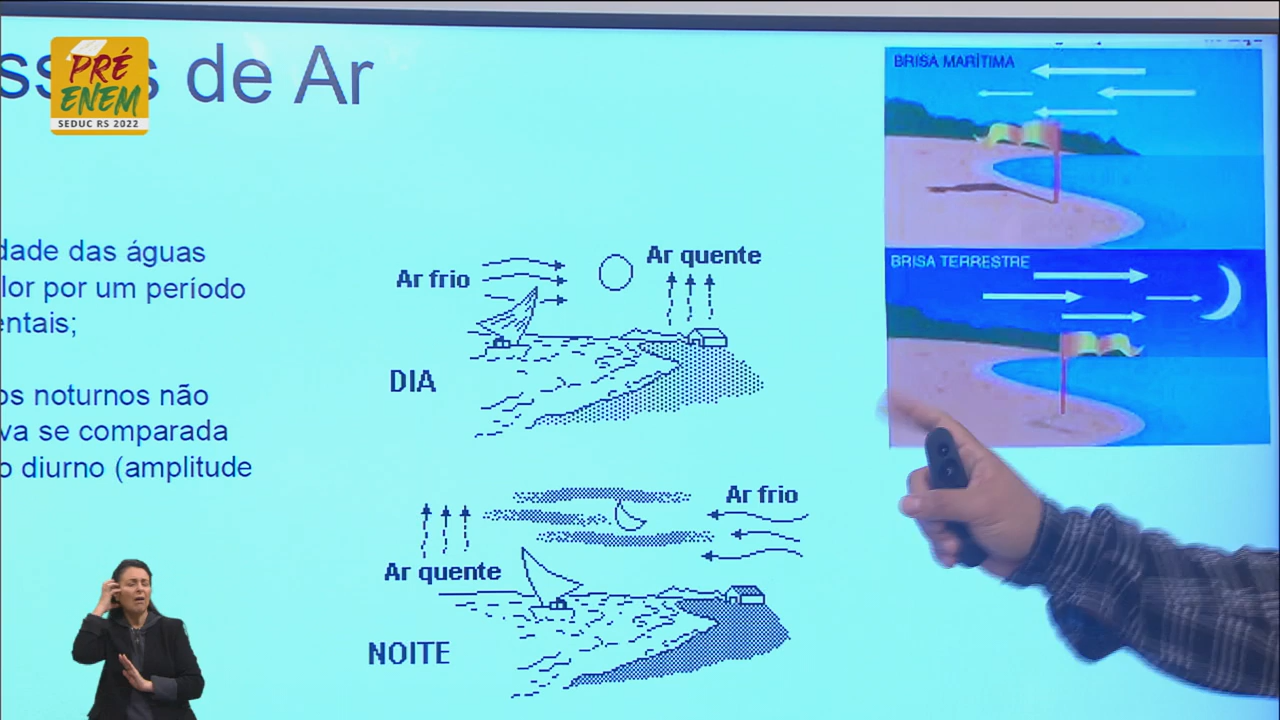 de Ar
PRÉ
ENEM
SEDUC RS 2022
dade das águas
lor por um período
entais;
os noturnos não
va se comparada
o diurno (amplitude
Ar frio
Ar quente
DIA
Ar frio
Ar quente
NOITE
BRISA MARÍTIMA
BRISA TERRESTRE